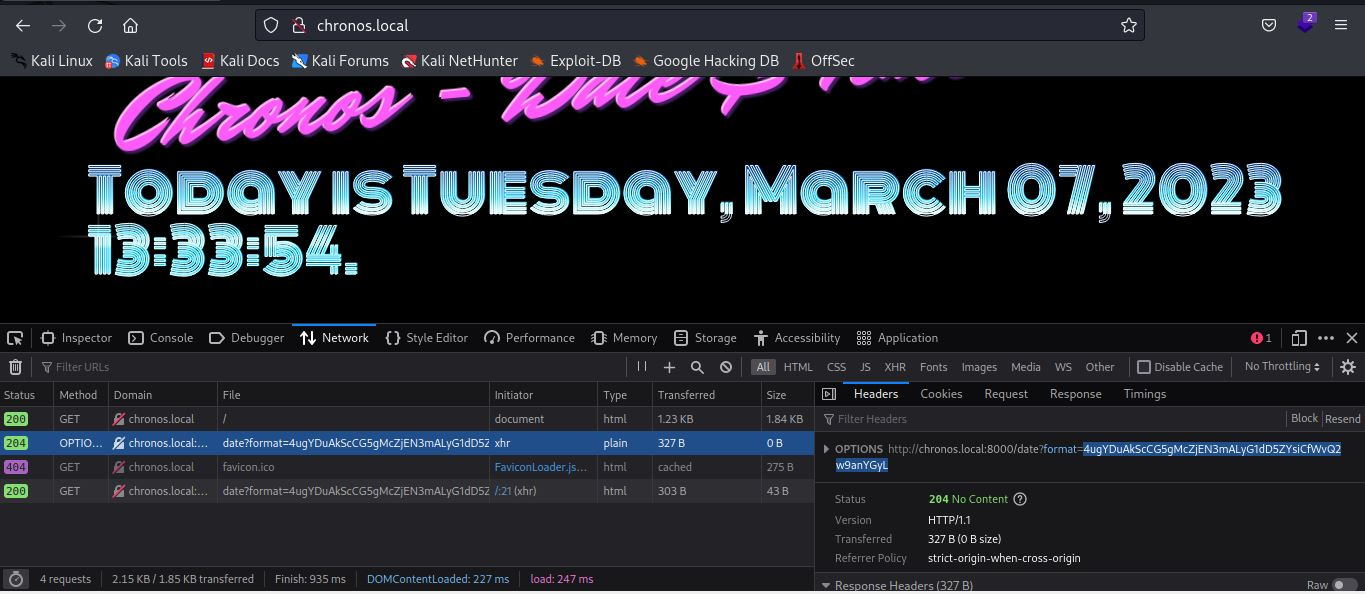 chronos.local
2
Kali Linux Kali Tools Kali Docs Kali Forums Kali NetHunter Exploit-DB Google Hacking DB OffSec
Chronos - Date & Time
Today is Tuesday, March 07, 2023
13:33:54.
Inspector Console Debugger Network Style Editor Performance Memory Storage Accessibility Application 1
Filter URLs All HTML CSS JS XHR Fonts Images Media WS Other Disable Cache No Throttling
Status Method Domain File Initiator Type Transferred Size Headers Cookies Request Response Timings
200 GET chronos.local / document html 1.23 KB 1.84 KB Filter Headers Block Resend
204 OPTIO... chronos.local:... date?format=4ugYDuAkScCG5gMcZjEN3mALyG1dD5Z xhr plain 327 B 0 B OPTIONS http://chronos.local:8000/date?format=4ugYDuAkScCG5gMcZjEN3mALyG1dD5ZYsiCfWvQ2
w9anYGyL
404 GET chronos.local favicon.ico FaviconLoader.js... html cached 275 B
200 GET chronos.local:... date?format=4ugYDuAkScCG5gMcZjEN3mALyG1dD5Z /:21 (xhr) html 303 B 43 B
Status 204 No Content ?
Version HTTP/1.1
Transferred 327 B (0 B size)
Referrer Policy strict-origin-when-cross-origin
4 requests 2.15 KB / 1.85 KB transferred Finish: 935 ms DOMContentLoaded: 227 ms load: 247 ms
Response Headers (327 B) Raw